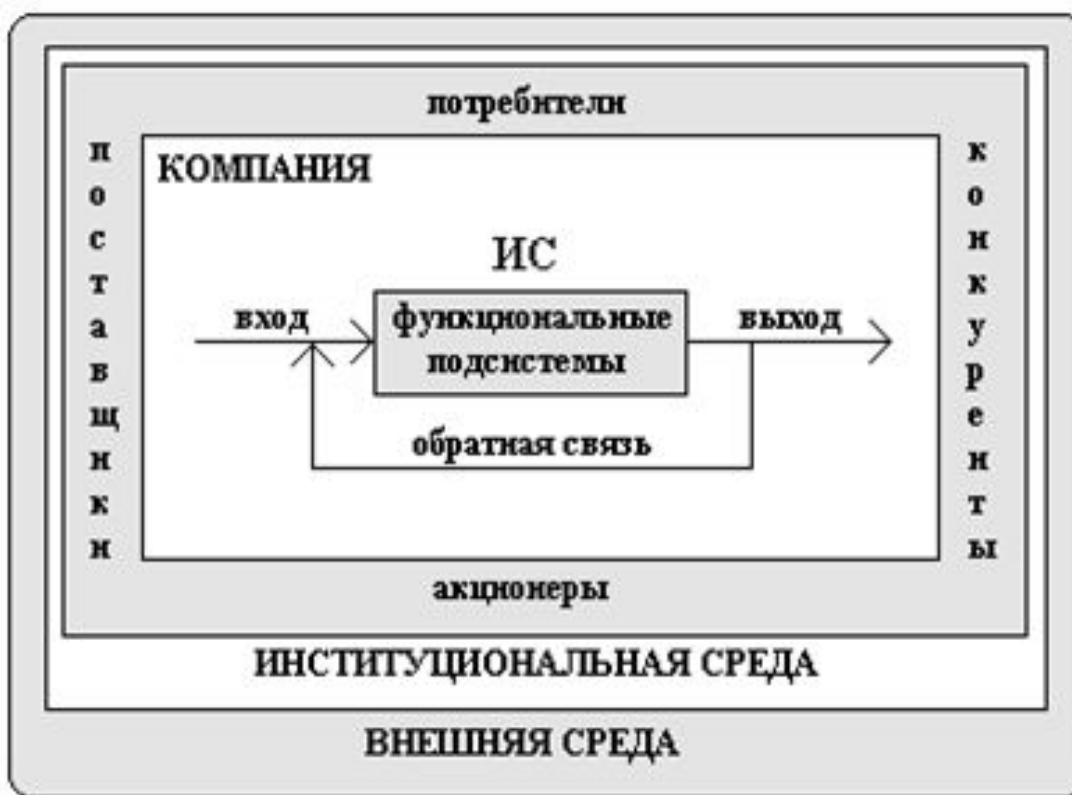 потребители
поставщики
конкуренты
КОМПАНИЯ
ИС
вход
функциональные
подсистемы
выход
обратная связь
акционеры
ИНСТИТУЦИОНАЛЬНАЯ СРЕДА
ВНЕШНЯЯ СРЕДА